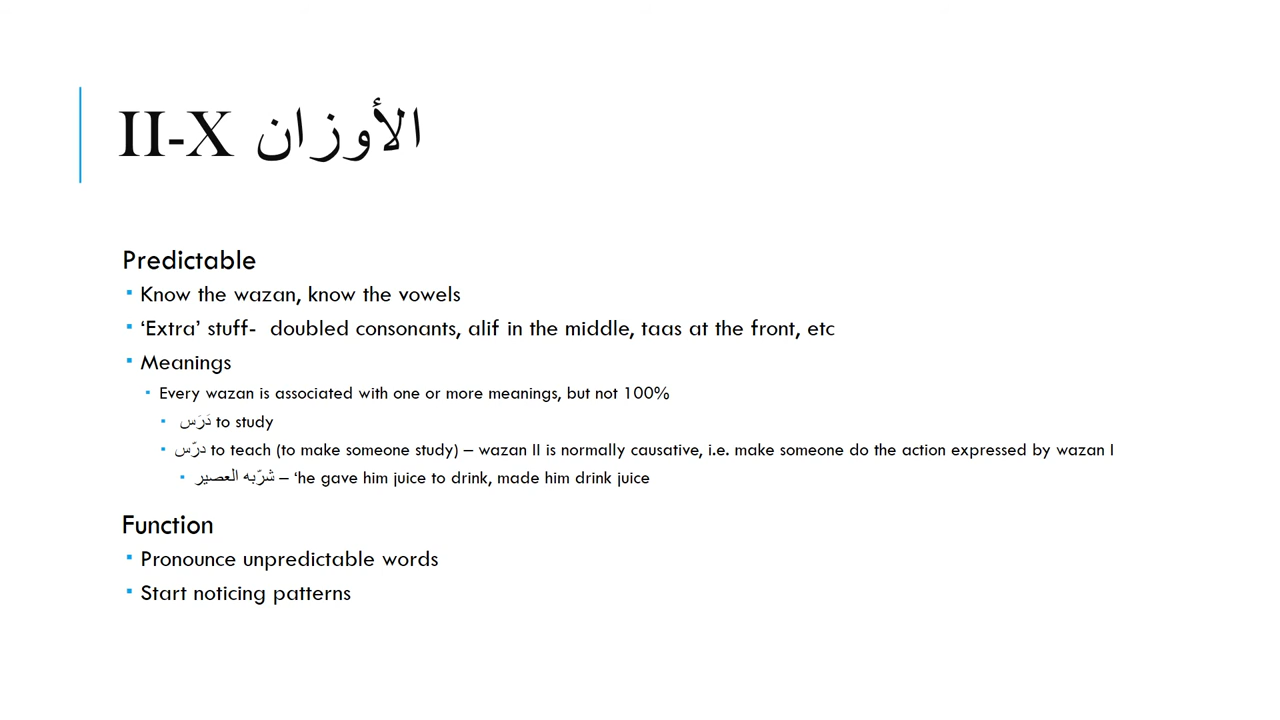 II-X الأوزان
Predictable
▪ Know the wazan, know the vowels
▪ ‘Extra’ stuff-  doubled consonants, alif in the middle, taas at the front, etc
▪ Meanings
▪ Every wazan is associated with one or more meanings, but not 100%
▪ دَرَس to study
▪ درّس to teach (to make someone study) – wazan II is normally causative, i.e. make someone do the action expressed by wazan I
▪ شرّبه العصير – ‘he gave him juice to drink, made him drink juice
Function
▪ Pronounce unpredictable words
▪ Start noticing patterns